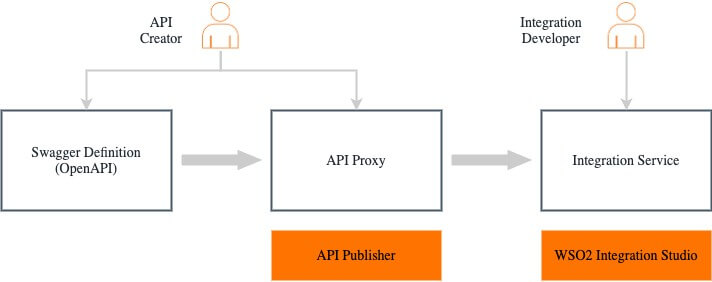 API
Creator
Integration
Developer
Swagger Definition
(OpenAPI)
API Proxy
Integration Service
API Publisher
WSO2 Integration Studio